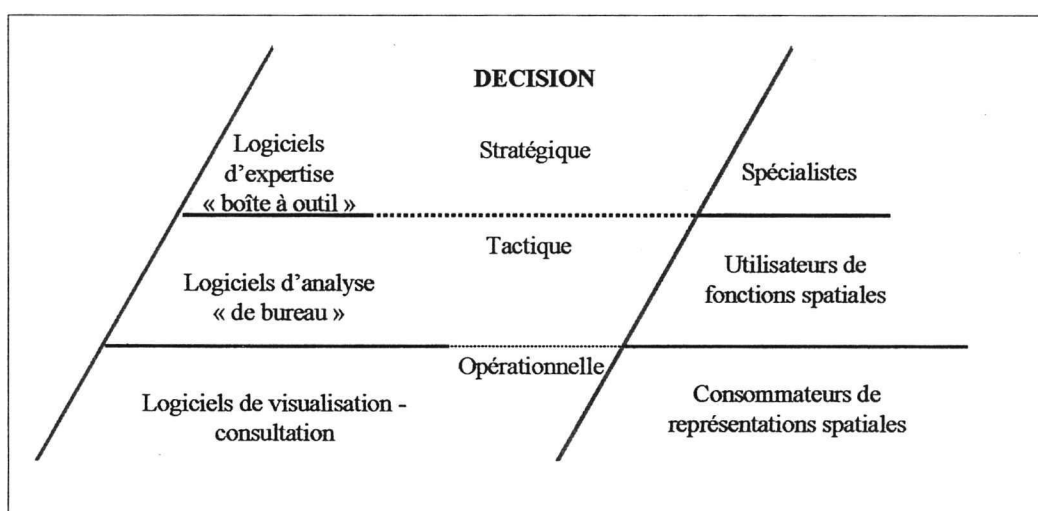 DECISION
Logiciels
d'expertise
« boîte à outil »
Stratégique
Spécialistes
Logiciels d'analyse
« de bureau »
Tactique
Utilisateurs de
fonctions spatiales
Logiciels de visualisation -
consultation
Opérationnelle
Consommateurs de
représentations spatiales